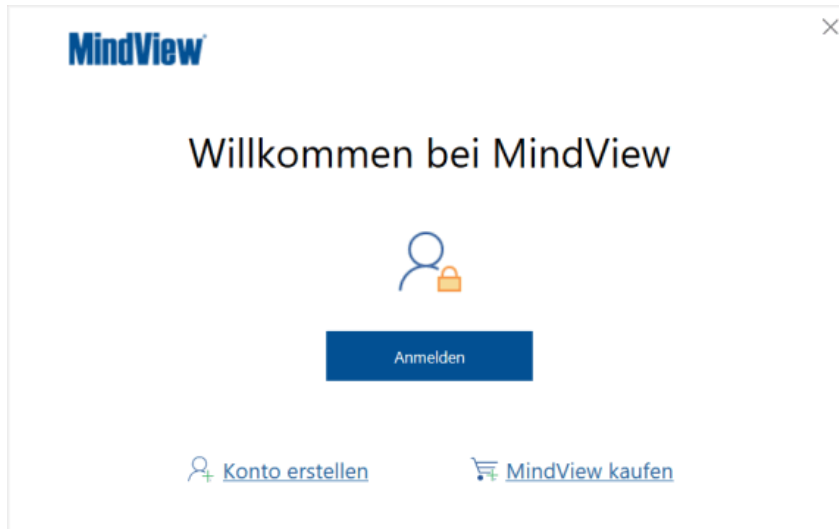 MindView
Willkommen bei MindView
Anmelden
Konto erstellen
MindView kaufen